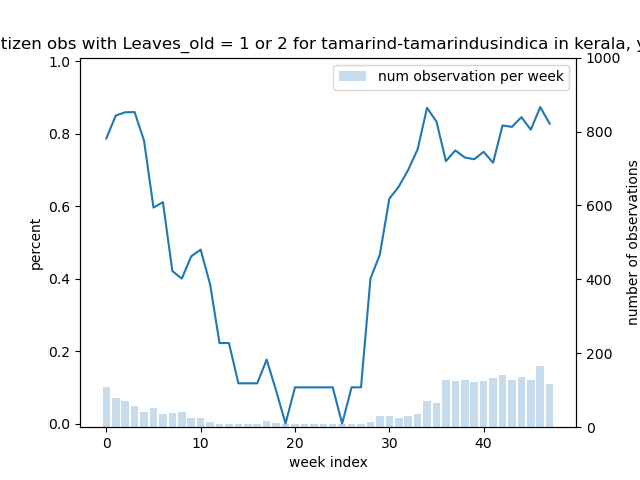 tizen obs with Leaves_old = 1 or 2 for tamarind-tamarindusindica in kerala, y
num observation per week
1.0
0.8
0.6
0.4
0.2
0.0
percent
1000
800
600
400
200
0
number of observations
0 10 20 30 40
week index